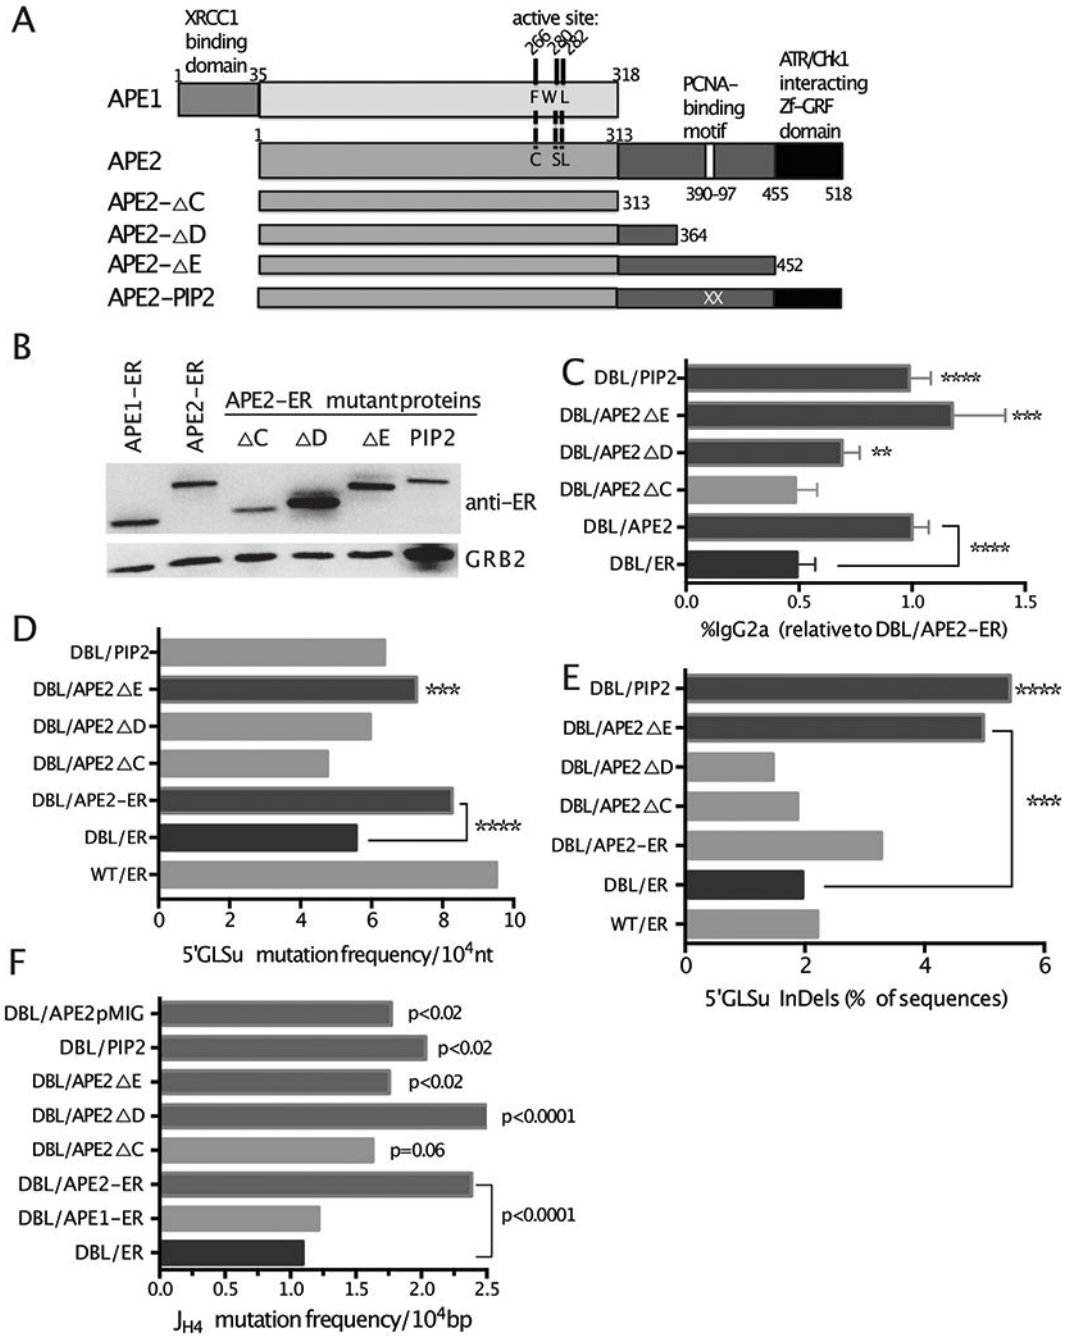 A
XRCC1
binding
domain
active site:
266 280 282
1 35 318
APE1
F W L
PCNA–
binding
motif
ATR/Chk1
interacting
Zf–GRF
domain
1 313
APE2
C S L
390–97 455 518
APE2–△C 313
APE2–△D 364
APE2–△E 452
APE2–PIP2 XX
B
APE1–ER
APE2–ER
APE2–ER mutant proteins
△C △D △E PIP2
anti–ER
GRB2
C
DBL/PIP2 ****
DBL/APE2 △E ***
DBL/APE2 △D **
DBL/APE2 △C
DBL/APE2
DBL/ER ****
0.0 0.5 1.0 1.5
%IgG2a (relative to DBL/APE2–ER)
D
DBL/PIP2
DBL/APE2 △E ***
DBL/APE2 △D
DBL/APE2 △C
DBL/APE2–ER
DBL/ER ****
WT/ER
0 2 4 6 8 10
5'GLSu mutation frequency/10⁴nt
E
DBL/PIP2 ****
DBL/APE2 △E
DBL/APE2 △D
DBL/APE2 △C ***
DBL/APE2–ER
DBL/ER
WT/ER
0 2 4 6
5'GLSu InDels (% of sequences)
F
DBL/APE2pMIG p<0.02
DBL/PIP2 p<0.02
DBL/APE2 △E p<0.02
DBL/APE2 △D p<0.0001
DBL/APE2 △C p=0.06
DBL/APE2–ER
DBL/APE1–ER p<0.0001
DBL/ER
0.0 0.5 1.0 1.5 2.0 2.5
J_H4 mutation frequency/10⁴bp